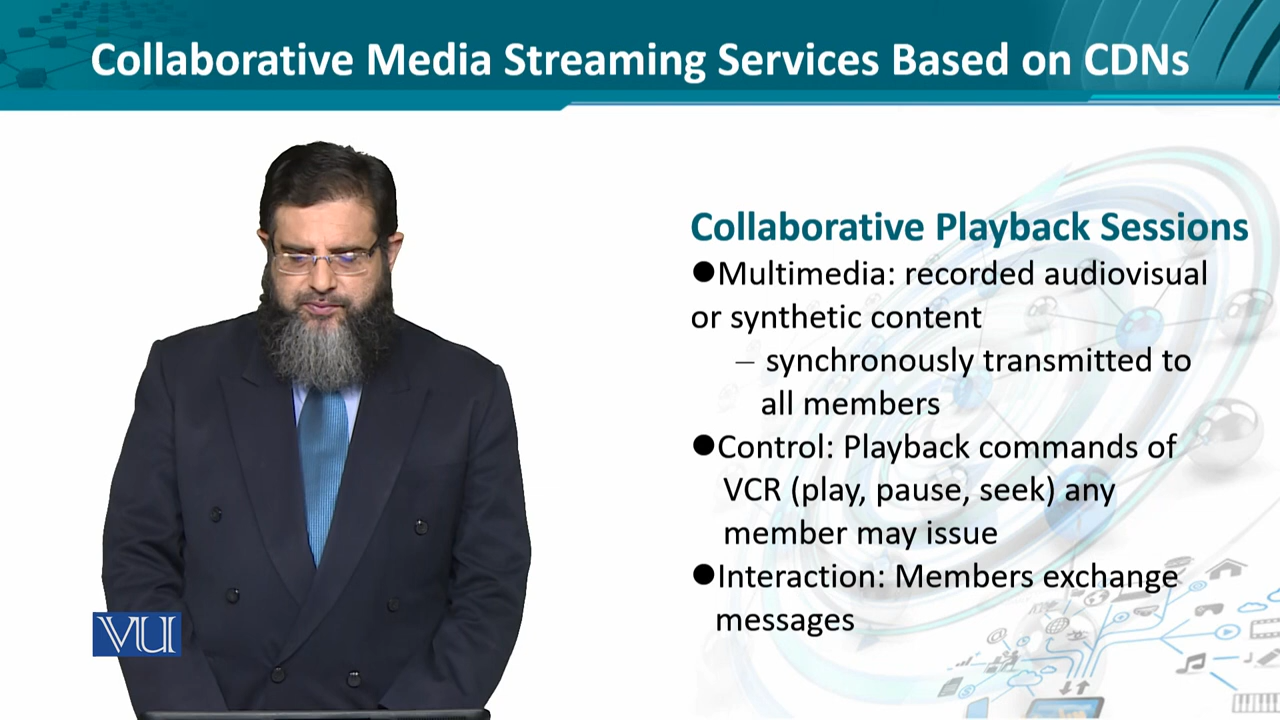 Collaborative Media Streaming Services Based on CDNs
Collaborative Playback Sessions
●Multimedia: recorded audiovisual
or synthetic content
– synchronously transmitted to
all members
●Control: Playback commands of
VCR (play, pause, seek) any
member may issue
●Interaction: Members exchange
messages
VU